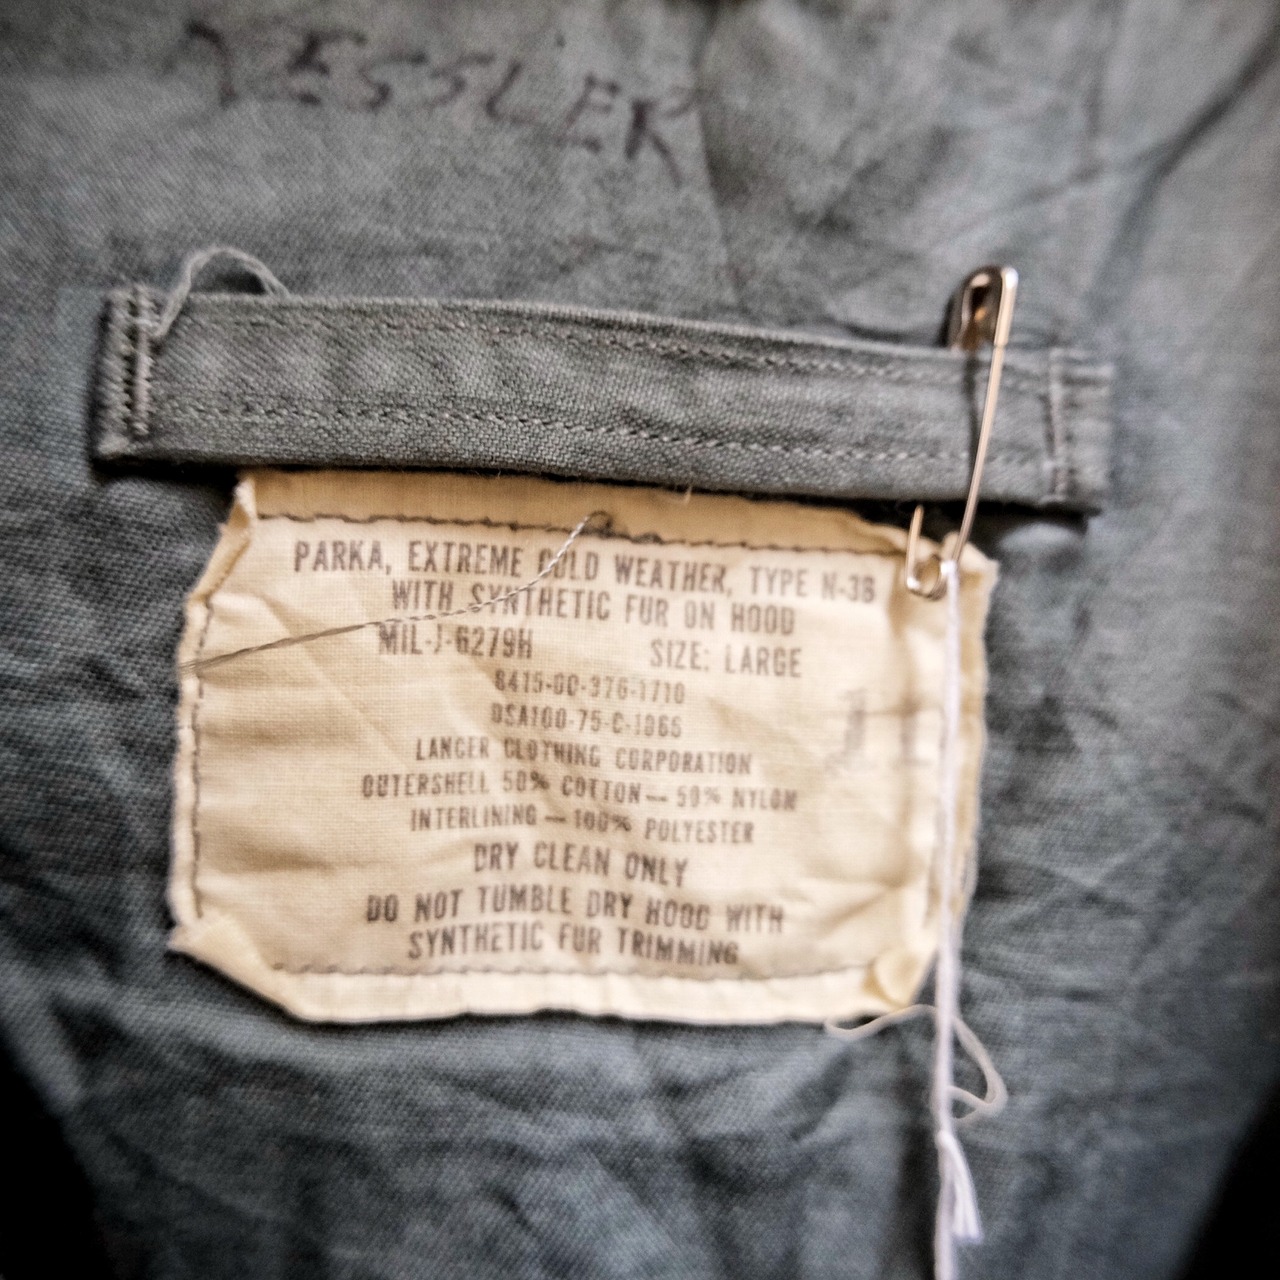 PARKA, EXTREME COLD WEATHER, TYPE N-3B
WITH SYNTHETIC FUR ON HOOD
MIL-J-6279H SIZE: LARGE
8415-00-376-1710
DSA100-75-C-1066
LANCER CLOTHING CORPORATION
OUTERSHELL 50% COTTON — 50% NYLON
INTERLINING — 100% POLYESTER
DRY CLEAN ONLY
DO NOT TUMBLE DRY HOOD WITH
SYNTHETIC FUR TRIMMING